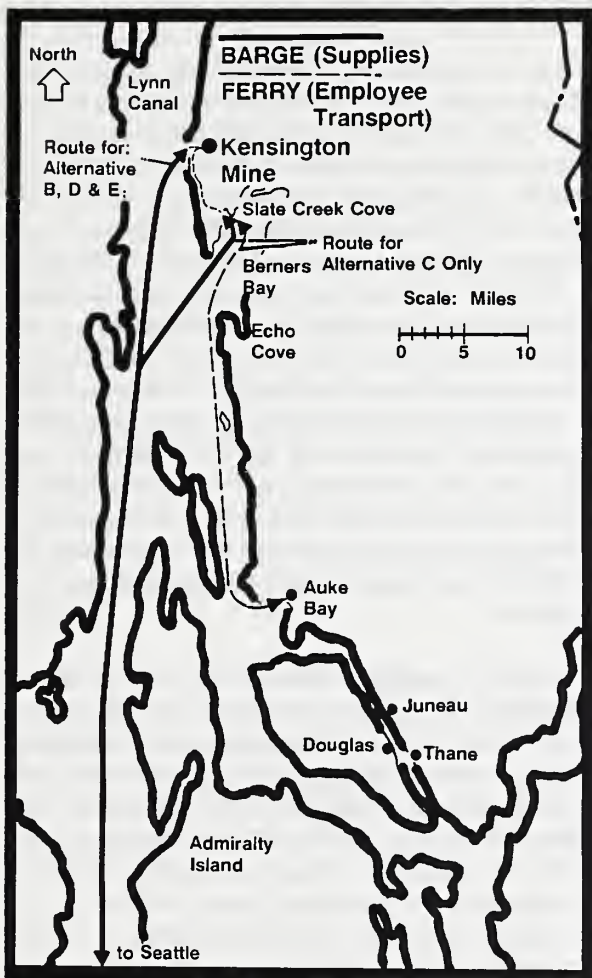 North
Lynn
Canal
BARGE (Supplies)
FERRY (Employee
Transport)
Route for:
Alternative
B, D & E:
Kensington
Mine
Slate Creek Cove
Route for
Alternative C Only
Berners
Bay
Scale: Miles
0 5 10
Echo
Cove
Auke
Bay
Juneau
Douglas
Thane
Admiralty
Island
to Seattle